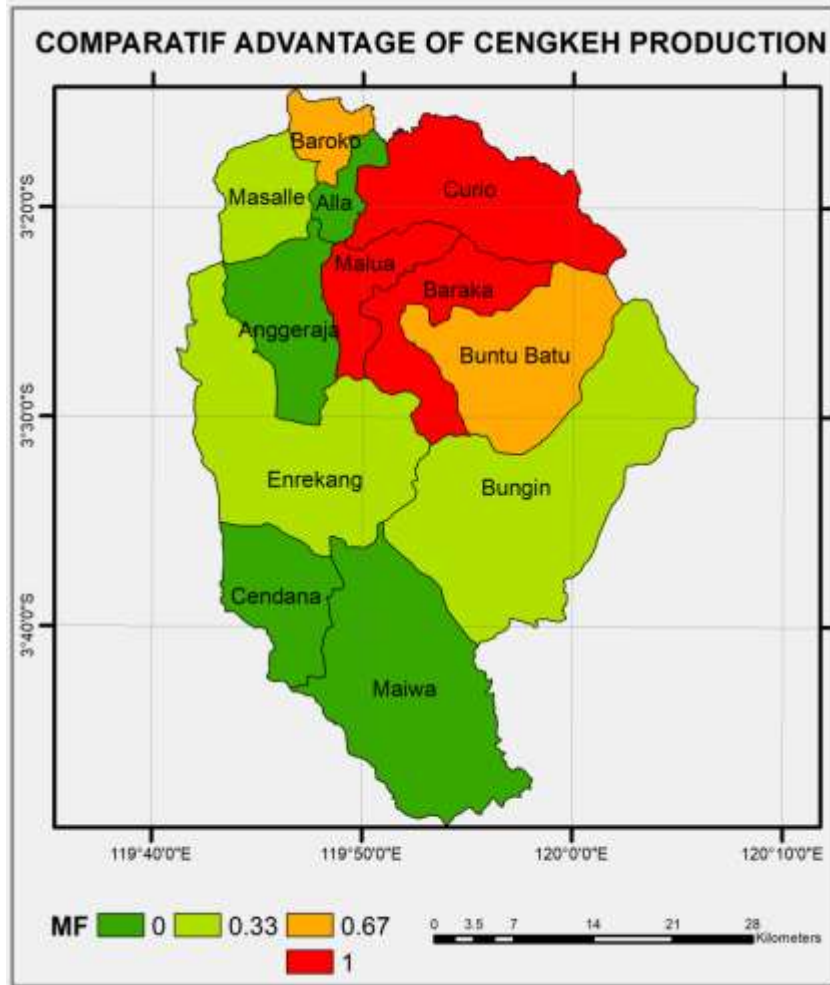 COMPARATIF ADVANTAGE OF CENGKEH PRODUCTION
Baroko
Curio
Masalle
Alla
3°20'0"S
Malua
Baraka
Anggeraja
Buntu Batu
3°30'0"S
Enrekang
Bungin
Cendana
3°40'0"S
Maiwa
119°40'0"E 119°50'0"E 120°0'0"E 120°10'0"E
MF 0 0.33 0.67
1
0 3.5 7 14 21 28
Kilometers